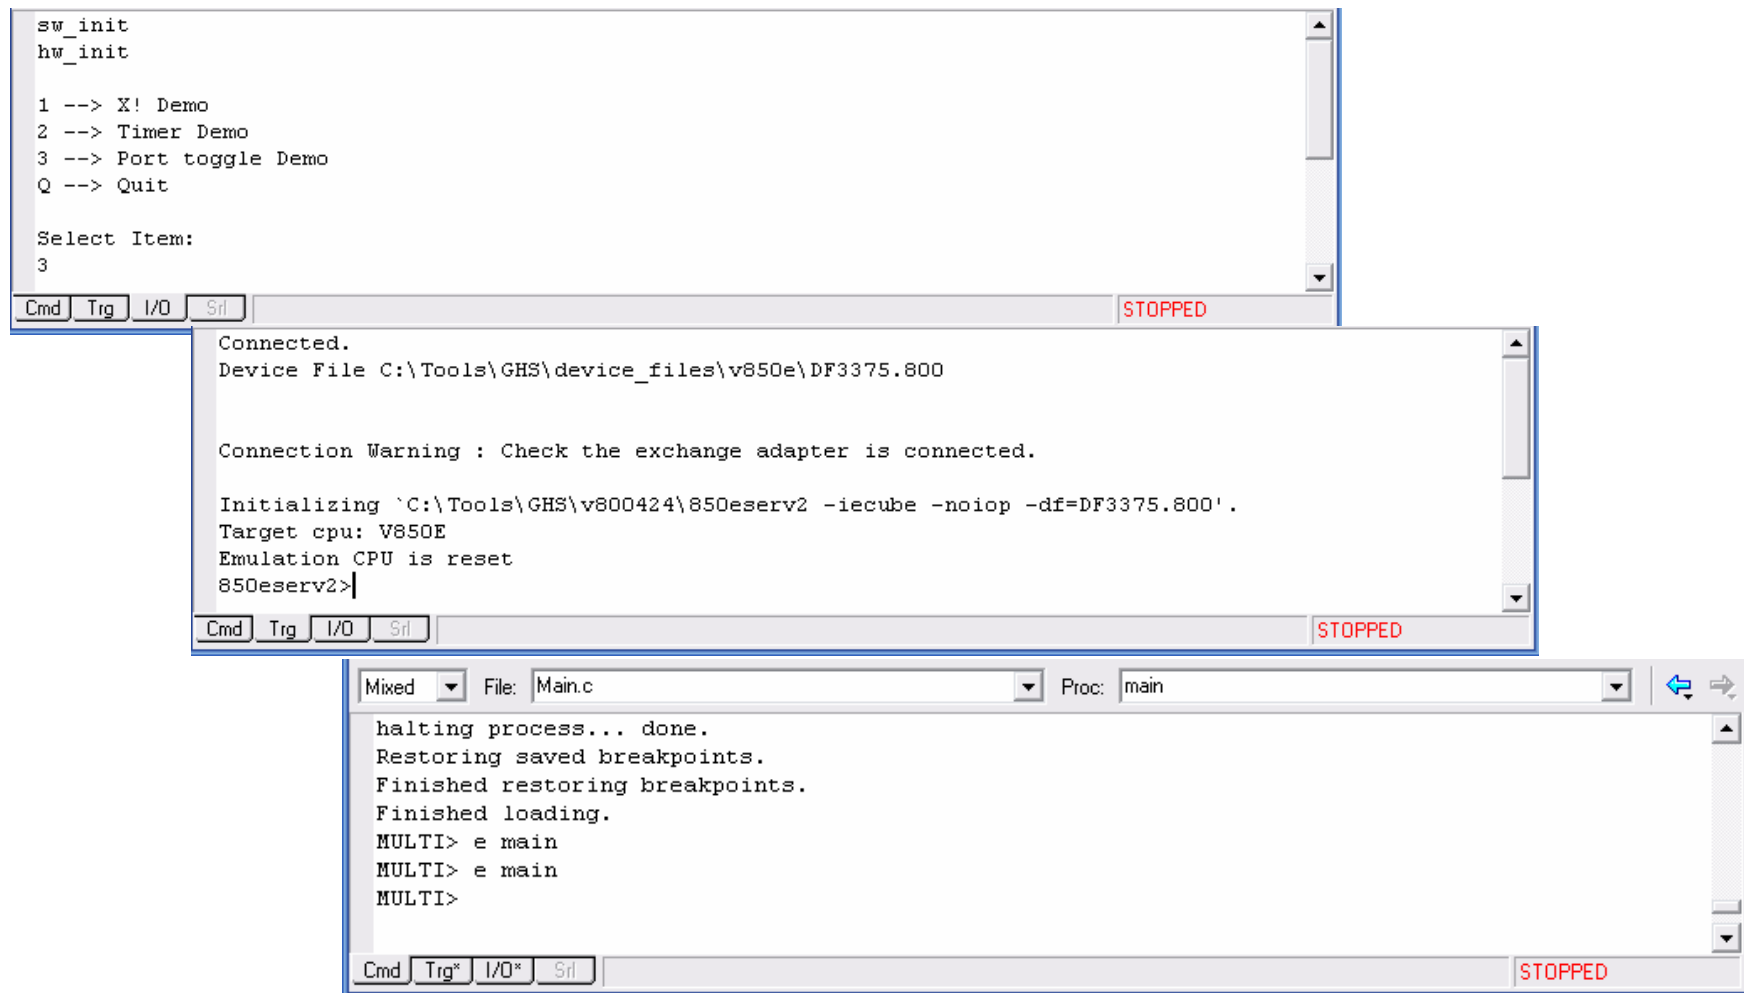 sw_init
hw_init
1 --> X! Demo
2 --> Timer Demo
3 --> Port toggle Demo
Q --> Quit
Select Item:
3
Cmd Trg I/O Srl STOPPED
Connected.
Device File C:\Tools\GHS\device_files\v850e\DF3375.800
Connection Warning : Check the exchange adapter is connected.
Initializing `C:\Tools\GHS\v800424\850eserv2 -iecube -noiop -df=DF3375.800'.
Target cpu: V850E
Emulation CPU is reset
850eserv2>
Cmd Trg I/O Srl STOPPED
Mixed File: Main.c Proc: main
halting process... done.
Restoring saved breakpoints.
Finished restoring breakpoints.
Finished loading.
MULTI> e main
MULTI> e main
MULTI>
Cmd Trg* I/O* Srl STOPPED